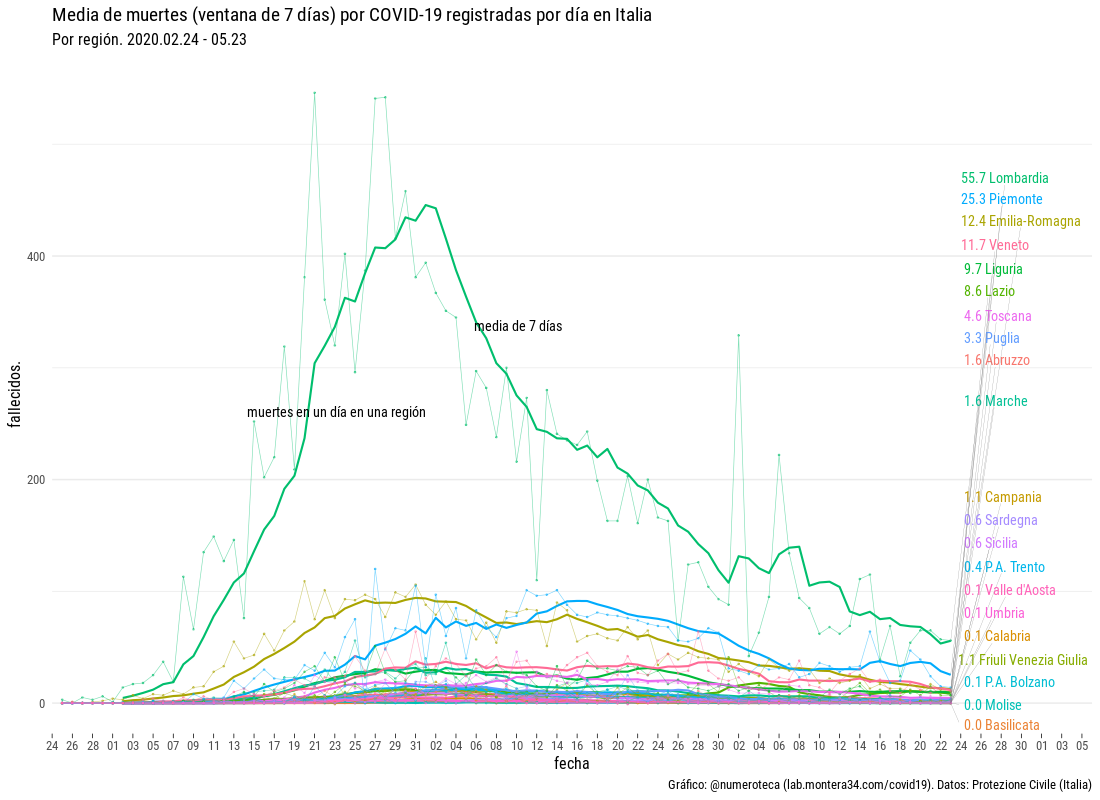 Media de muertes (ventana de 7 días) por COVID-19 registradas por día en Italia
Por región. 2020.02.24 - 05.23
55.7 Lombardia
25.3 Piemonte
12.4 Emilia-Romagna
11.7 Veneto
400
9.7 Liguria
8.6 Lazio
4.6 Toscana
media de 7 días
3.3 Puglia
1.6 Abruzzo
fallecidos.
1.6 Marche
muertes en un día en una región
200
1.1 Campania
0.6 Sardegna
0.6 Sicilia
0.4 P.A. Trento
0.1 Valle d'Aosta
0.1 Umbria
0.1 Calabria
1.1 Friuli Venezia Giulia
0.1 P.A. Bolzano
0
0.0 Molise
0.0 Basilicata
24 26 28 01 03 05 07 09 11 13 15 17 19 21 23 25 27 29 31 02 04 06 08 10 12 14 16 18 20 22 24 26 28 30 02 04 06 08 10 12 14 16 18 20 22 24 26 28 30 01 03 05
fecha
Gráfico: @numeroteca (lab.montera34.com/covid19). Datos: Protezione Civile (Italia)